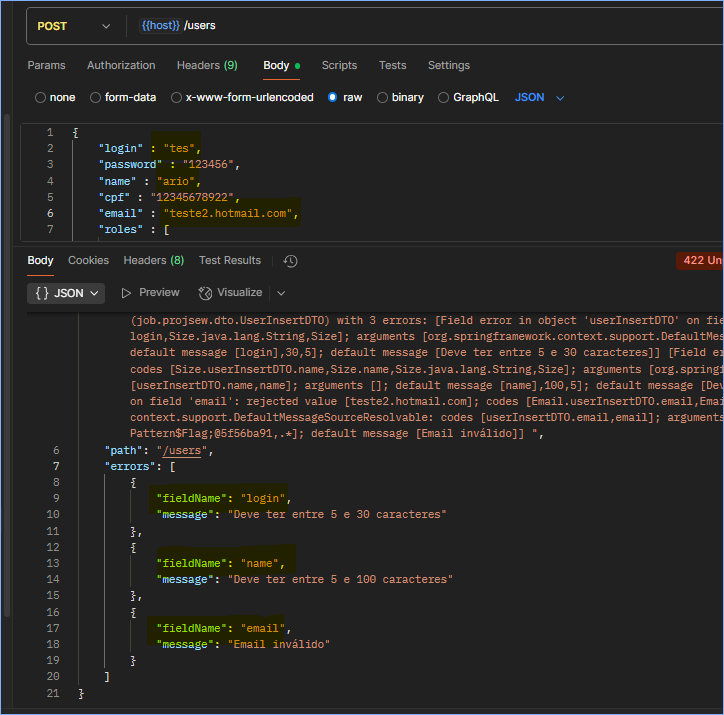 POST {{host}} /users
Params Authorization Headers (9) Body Scripts Tests Settings
none form-data x-www-form-urlencoded raw binary GraphQL JSON
1 {
2 "login" : "tes",
3 "password" : "123456",
4 "name" : "ario",
5 "cpf" : "12345678922",
6 "email" : "teste2.hotmail.com",
7 "roles" : [
Body Cookies Headers (8) Test Results 422 Un
{ } JSON Preview Visualize
(job.projsew.dto.UserInsertDTO) with 3 errors: [Field error in object 'userInsertDTO' on fie
login,Size.java.lang.String,Size]; arguments [org.springframework.context.support.DefaultMes
default message [login],30,5]; default message [Deve ter entre 5 e 30 caracteres]] [Field er
codes [Size.userInsertDTO.name,Size.name,Size.java.lang.String,Size]; arguments [org.springf
[userInsertDTO.name,name]; arguments []; default message [name],100,5]; default message [Dev
on field 'email': rejected value [teste2.hotmail.com]; codes [Email.userInsertDTO.email,Emai
context.support.DefaultMessageSourceResolvable: codes [userInsertDTO.email,email]; arguments
Pattern$Flag;@5f56ba91,.*]; default message [Email inválido]] ",
6 "path": "/users",
7 "errors": [
8 {
9 "fieldName": "login",
10 "message": "Deve ter entre 5 e 30 caracteres"
11 },
12 {
13 "fieldName": "name",
14 "message": "Deve ter entre 5 e 100 caracteres"
15 },
16 {
17 "fieldName": "email",
18 "message": "Email inválido"
19 }
20 ]
21 }